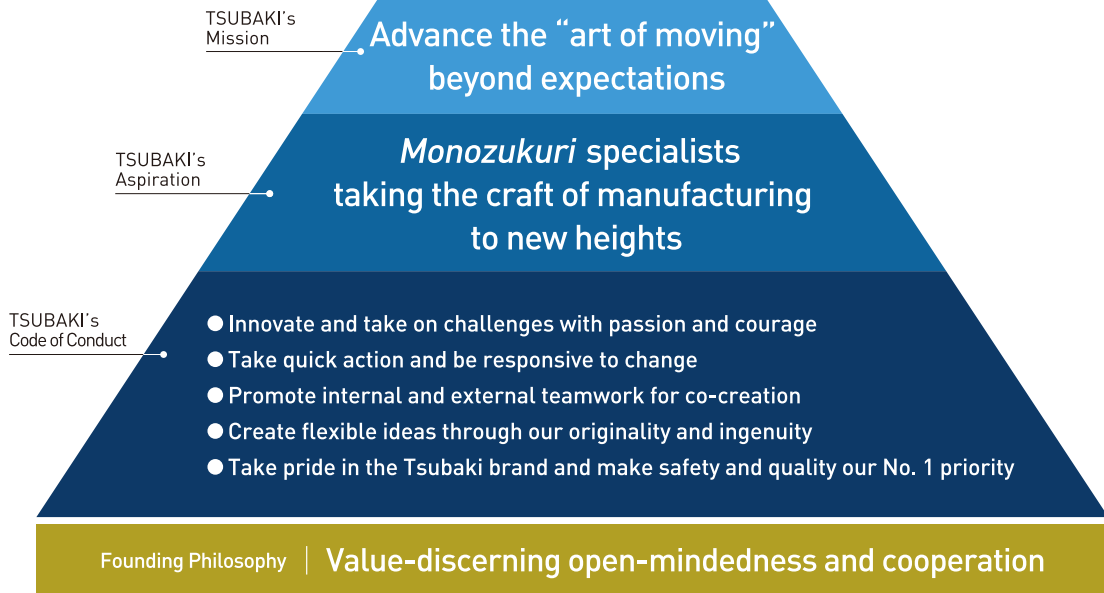 TSUBAKI's
Mission
Advance the “art of moving”
beyond expectations
TSUBAKI's
Aspiration
Monozukuri specialists
taking the craft of manufacturing
to new heights
TSUBAKI's
Code of Conduct
● Innovate and take on challenges with passion and courage
● Take quick action and be responsive to change
● Promote internal and external teamwork for co-creation
● Create flexible ideas through our originality and ingenuity
● Take pride in the Tsubaki brand and make safety and quality our No. 1 priority
Founding Philosophy | Value-discerning open-mindedness and cooperation